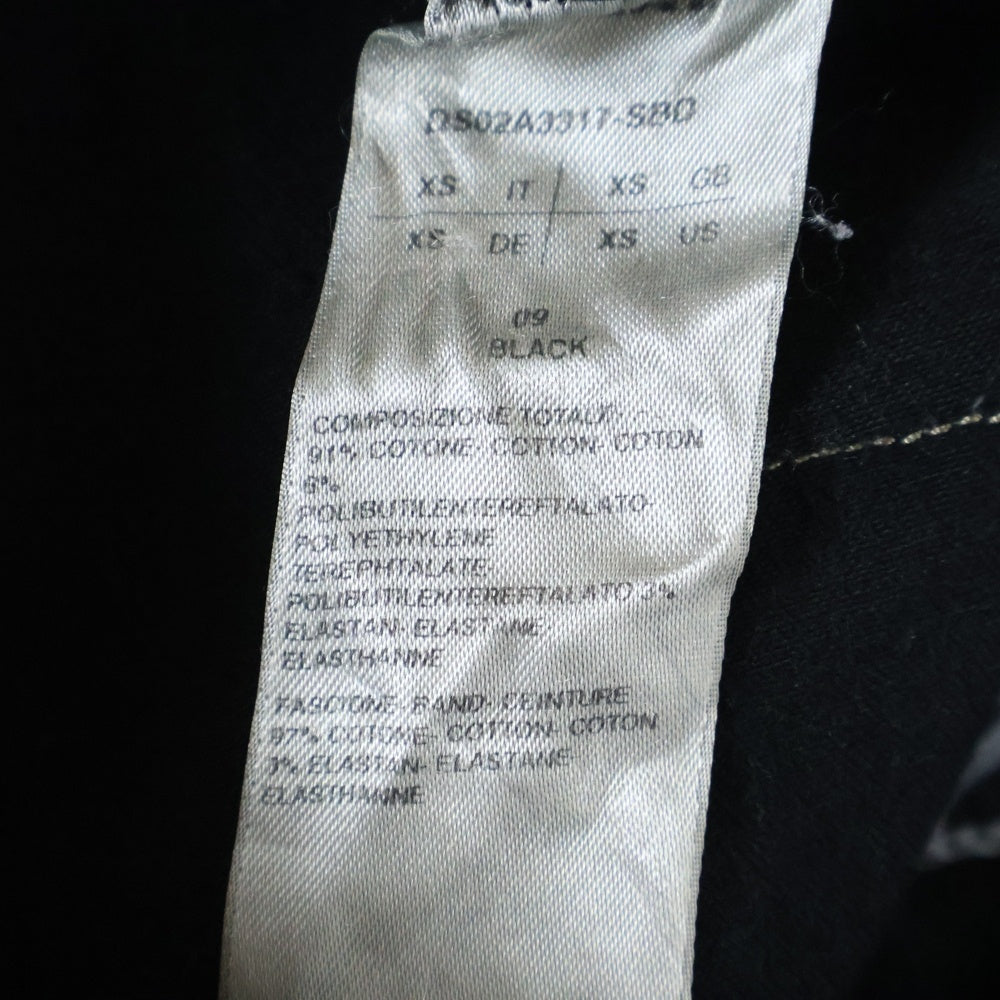 DS02A3317-SBC
XS IT XS GB
XS DE XS US
09
BLACK
COMPOSIZIONE TOTALE:
91% COTONE- COTTON- COTON
6%
POLIBUTILENTEREFTALATO-
POLYETHYLENE
TEREPHTALATE-
POLIBUTILENTEREFTALATO 3%
ELASTAN- ELASTANE
ELASTHANNE
FASCIONE- BAND- CEINTURE
97% COTONE- COTTON- COTON
3% ELASTAN- ELASTANE-
ELASTHANNE